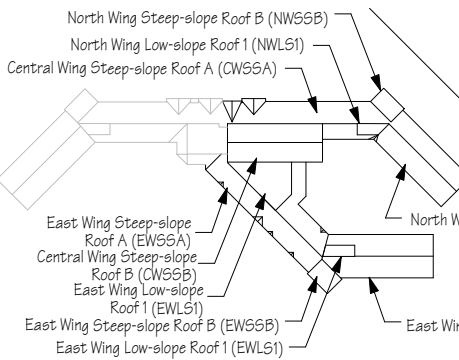 North Wing Steep-slope Roof B (NWSSB)
North Wing Low-slope Roof 1 (NWLS1)
Central Wing Steep-slope Roof A (CWSSA)
North W
East Wing Steep-slope
Roof A (EWSSA)
Central Wing Steep-slope
Roof B (CWSSB)
East Wing Low-slope
Roof 1 (EWLS1)
East Wing Steep-slope Roof B (EWSSB)
East Win
East Wing Low-slope Roof 1 (EWLS1)